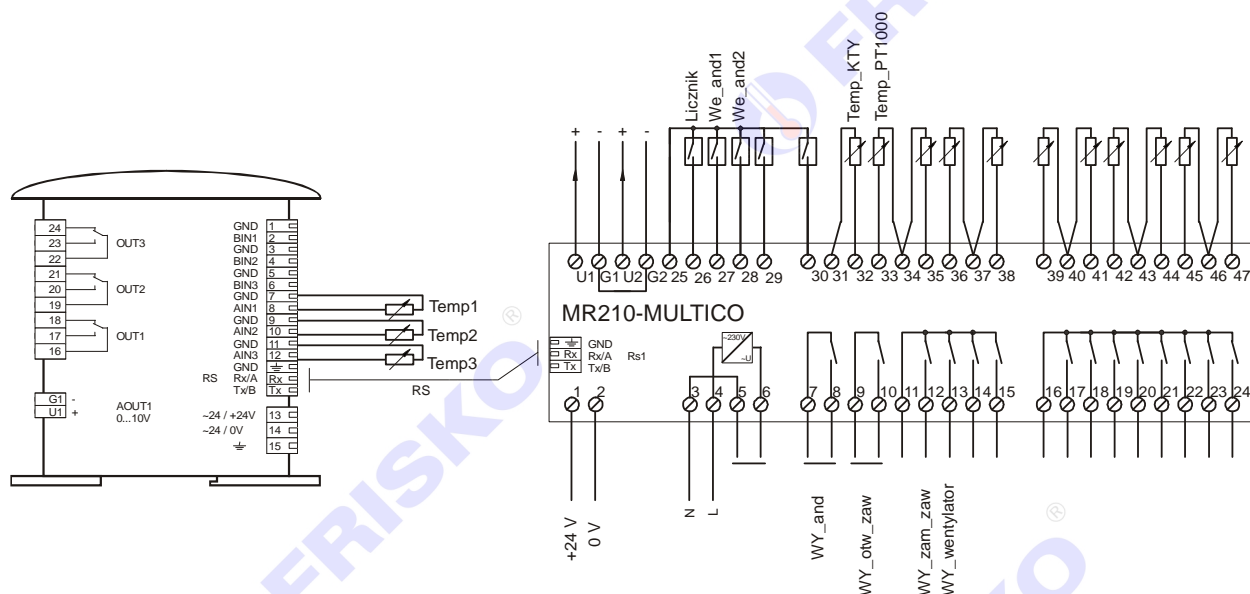 Licznik
We_and1
We_and2
Temp_KTY
Temp_PT1000
+ - + -
U1 G1 U2 G2 25 26 27 28 29 30 31 32 33 34 35 36 37 38 39 40 41 42 43 44 45 46 47
MR210-MULTICO
GND
Rx Rx/A Rs1
Tx Tx/B
~230V
~U
1 2 3 4 5 6 7 8 9 10 11 12 13 14 15 16 17 18 19 20 21 22 23 24
+24 V
0 V
N
L
WY_and
WY_otw_zaw
WY_zam_zaw
WY_wentylator
24
23 OUT3
22
21
20 OUT2
19
18
17 OUT1
16
G1 -
U1 +
AOUT1
0...10V
GND 1
BIN1 2
GND 3
BIN2 4
GND 5
BIN3 6
GND 7
AIN1 8
GND 9
AIN2 10
GND 11
AIN3 12
GND
RS Rx/A Rx
Tx/B Tx
~24 / +24V 13
~24 / 0V 14
15
Temp1
Temp2
Temp3
RS
FRISKO
®
FRISKO
®